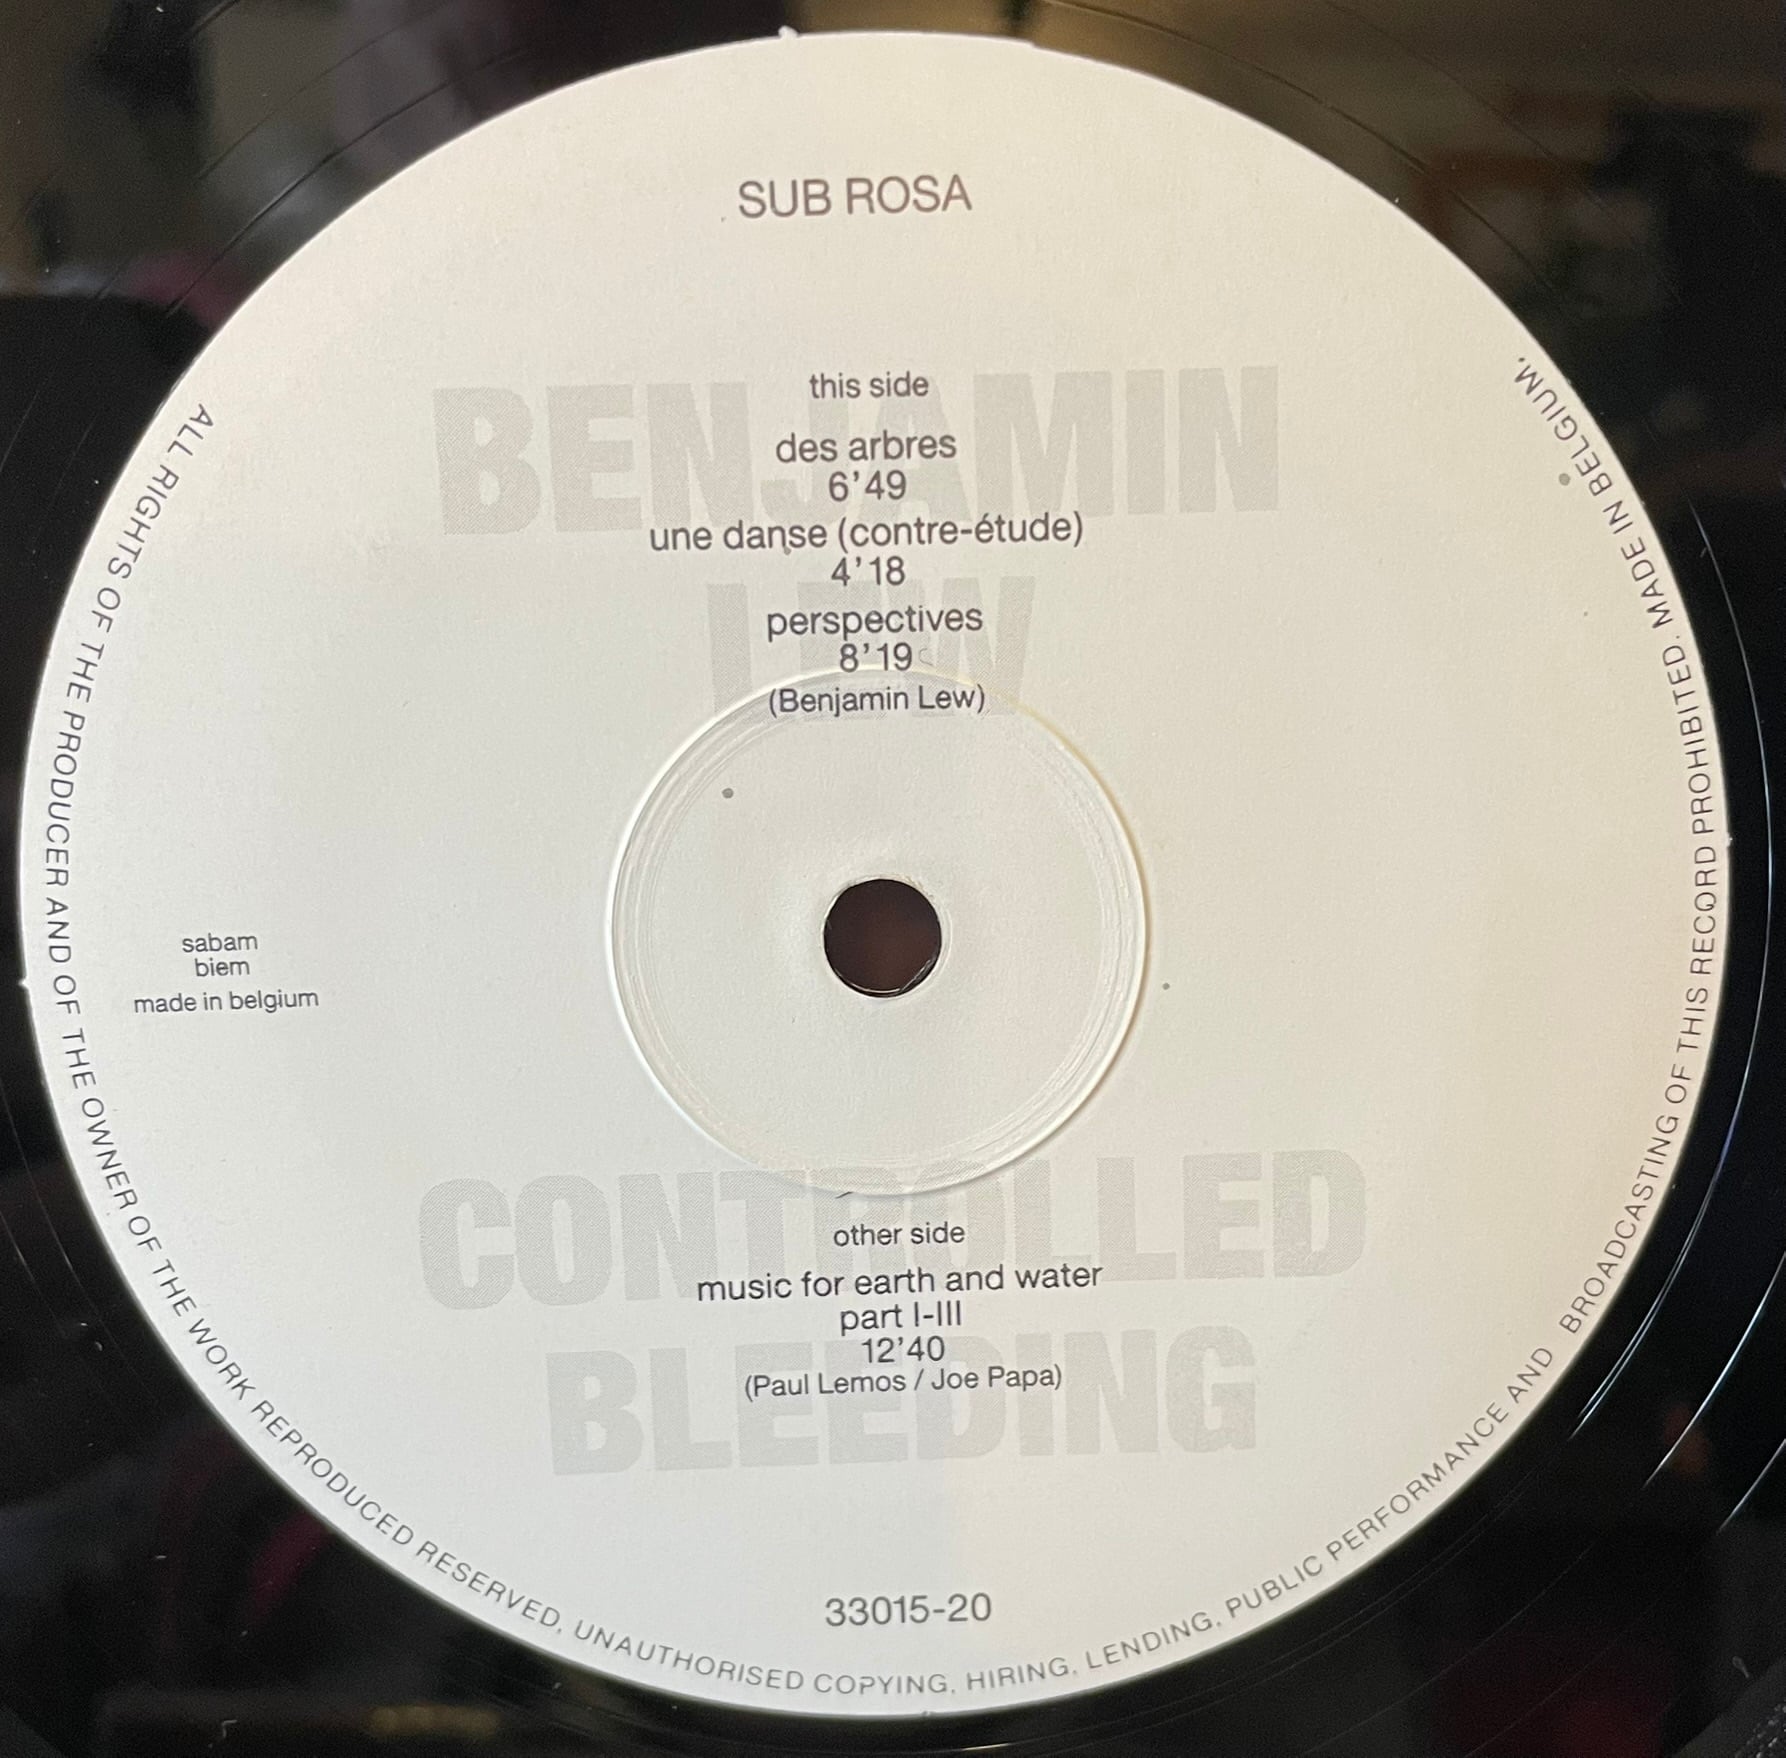 SUB ROSA
BENJAMIN
LEW
this side
des arbres
6'49
une danse (contre-étude)
4'18
perspectives
8'19
(Benjamin Lew)
sabam
biem
made in belgium
CONTROLLED
BLEEDING
other side
music for earth and water
part I-III
12'40
(Paul Lemos / Joe Papa)
33015-20
ALL RIGHTS OF THE PRODUCER AND OF THE OWNER OF THE WORK REPRODUCED RESERVED, UNAUTHORISED COPYING, HIRING, LENDING, PUBLIC PERFORMANCE AND BROADCASTING OF THIS RECORD PROHIBITED. MADE IN BELGIUM.